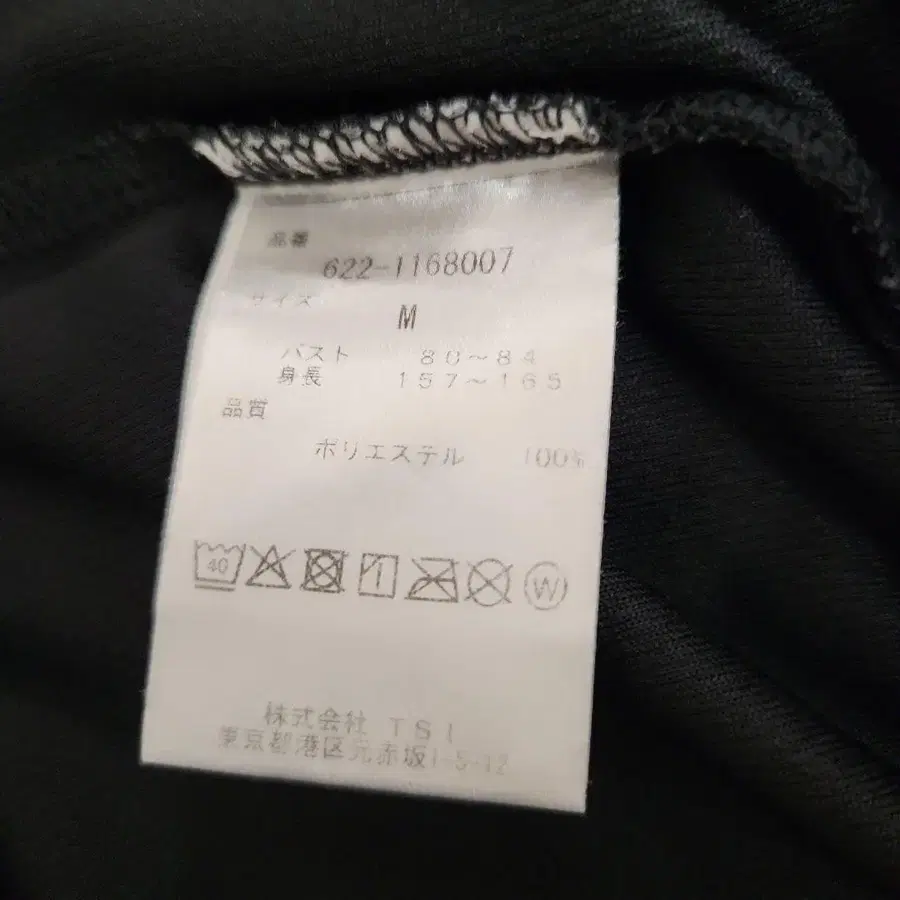 品番
622-1168007
サイズ
M
バスト 80～84
身長 157～165
品質
ポリエステル 100%
40
W
株式会社 TSI
東京都港区元赤坂1-5-12